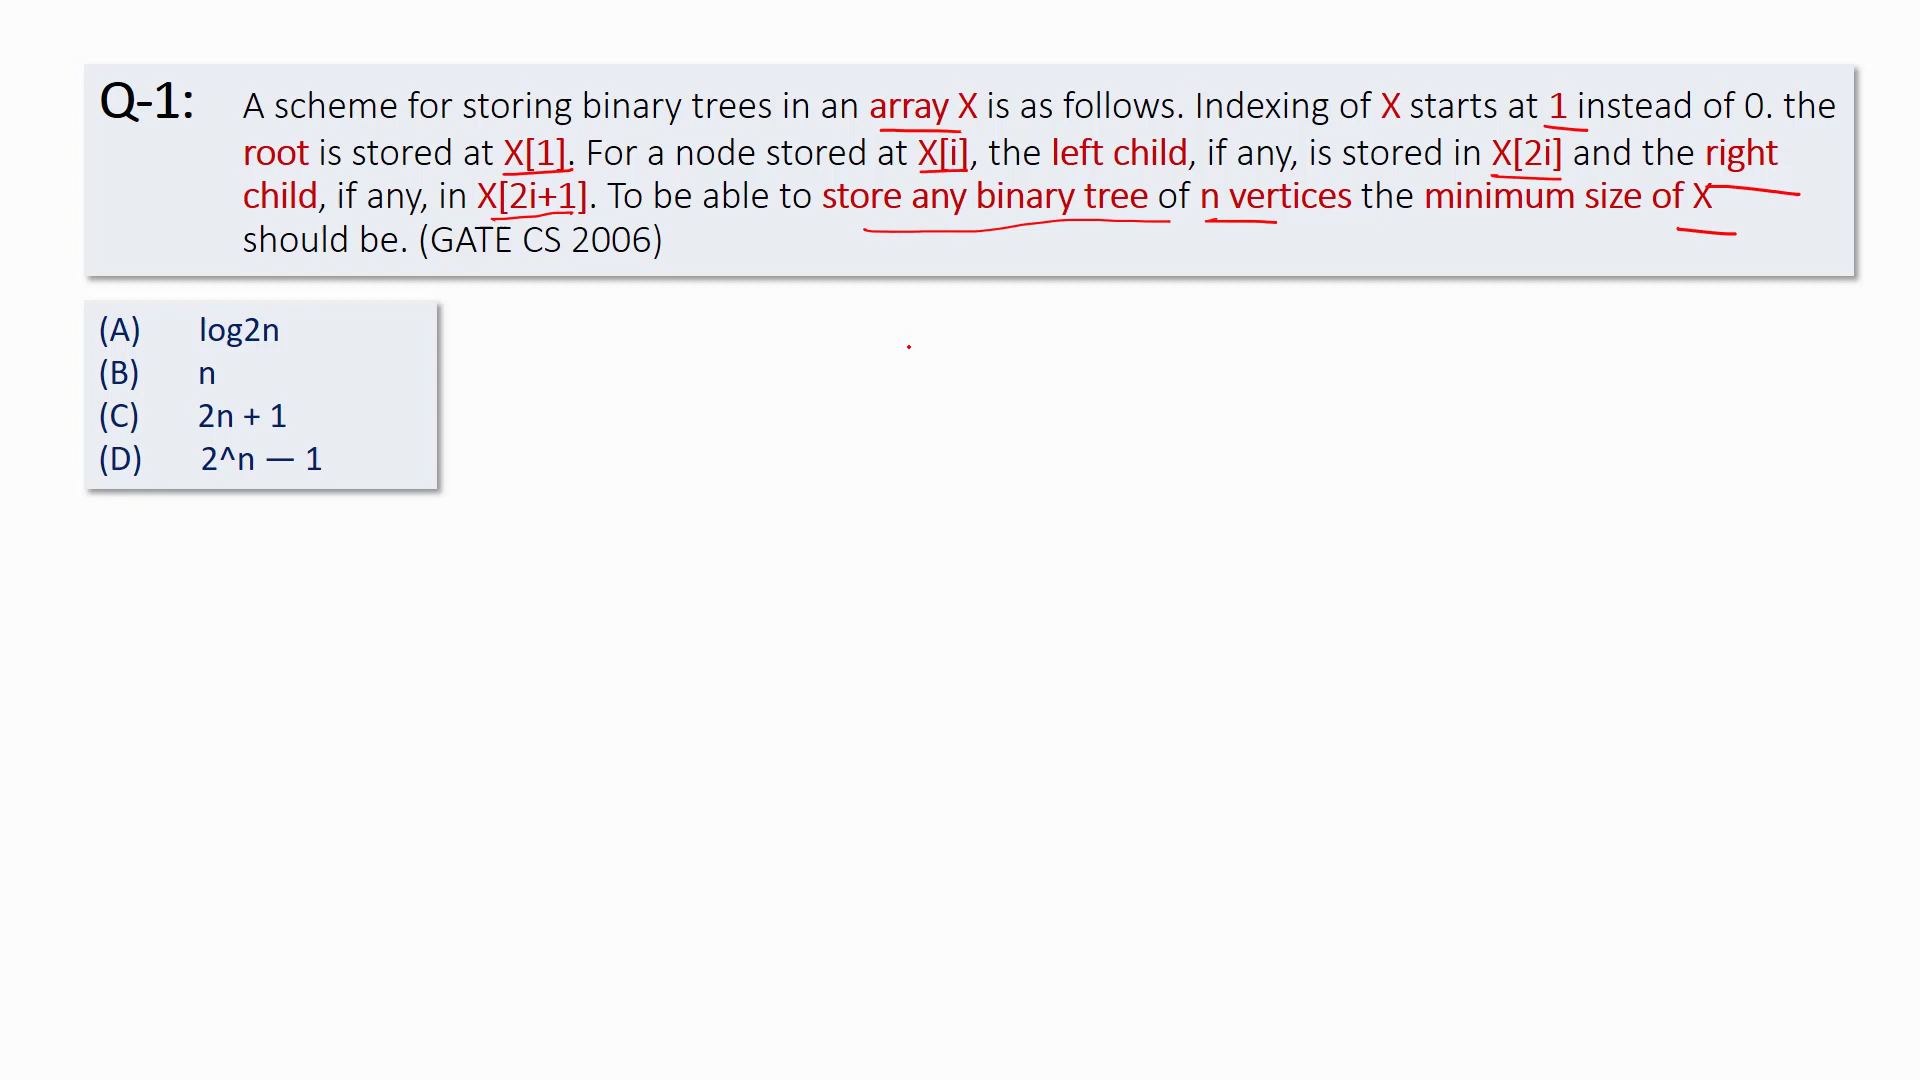 Q-1: A scheme for storing binary trees in an array X is as follows. Indexing of X starts at 1 instead of 0. the
root is stored at X[1]. For a node stored at X[i], the left child, if any, is stored in X[2i] and the right
child, if any, in X[2i+1]. To be able to store any binary tree of n vertices the minimum size of X
should be. (GATE CS 2006)
(A) log2n
(B) n
(C) 2n + 1
(D) 2^n — 1